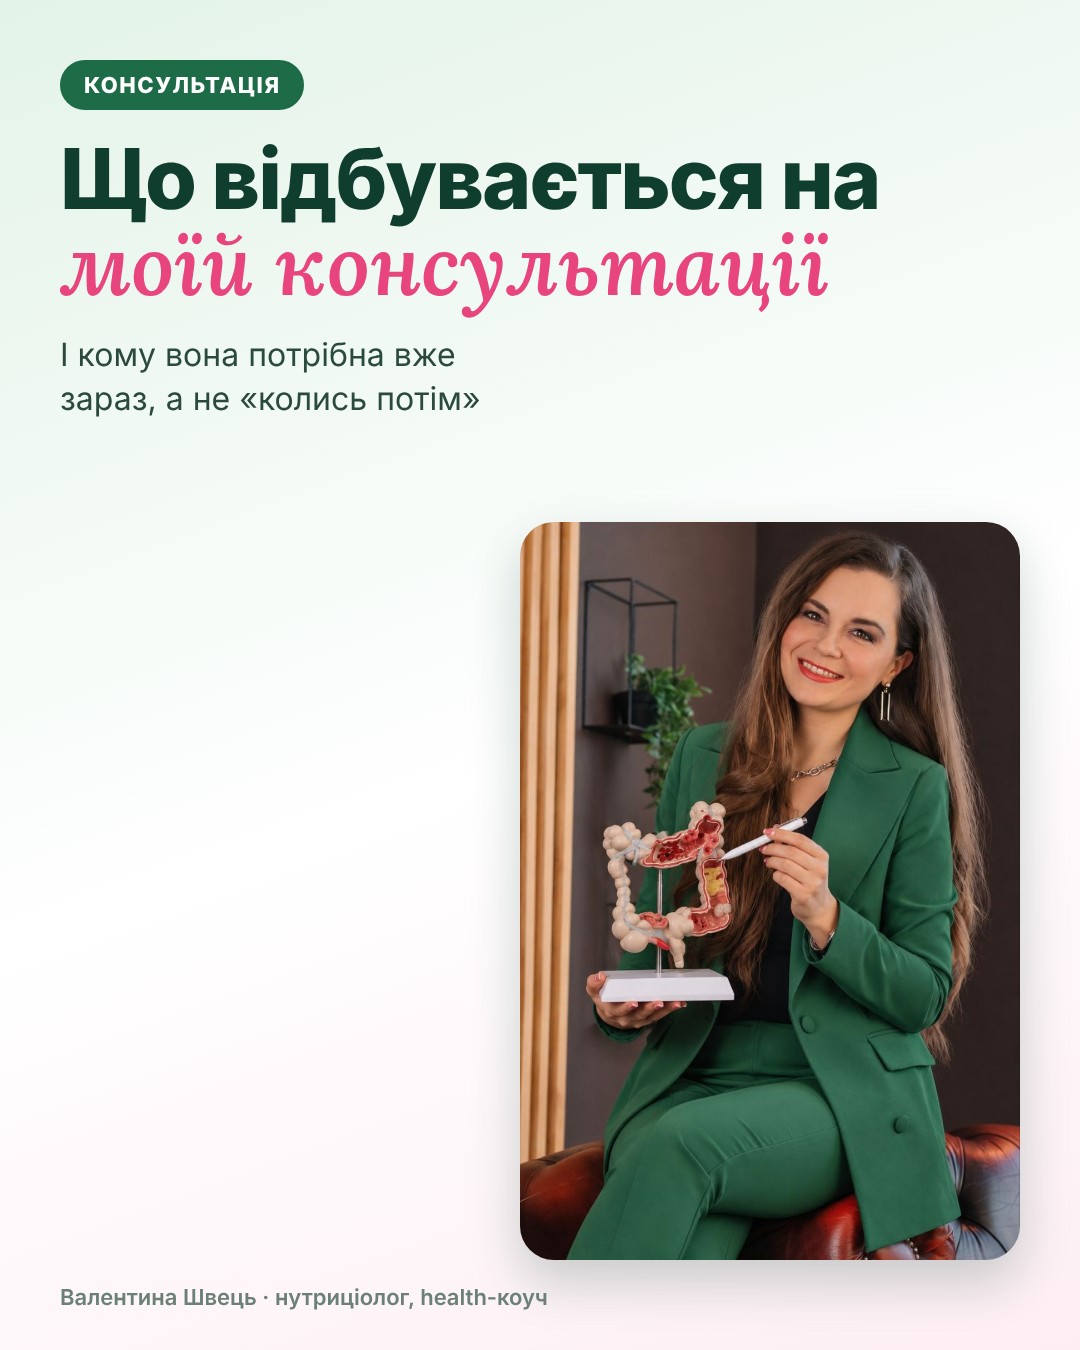 КОНСУЛЬТАЦІЯ
Що відбувається на
моїй консультації
І кому вона потрібна вже
зараз, а не «колись потім»
Валентина Швець · нутриціолог, health-коуч